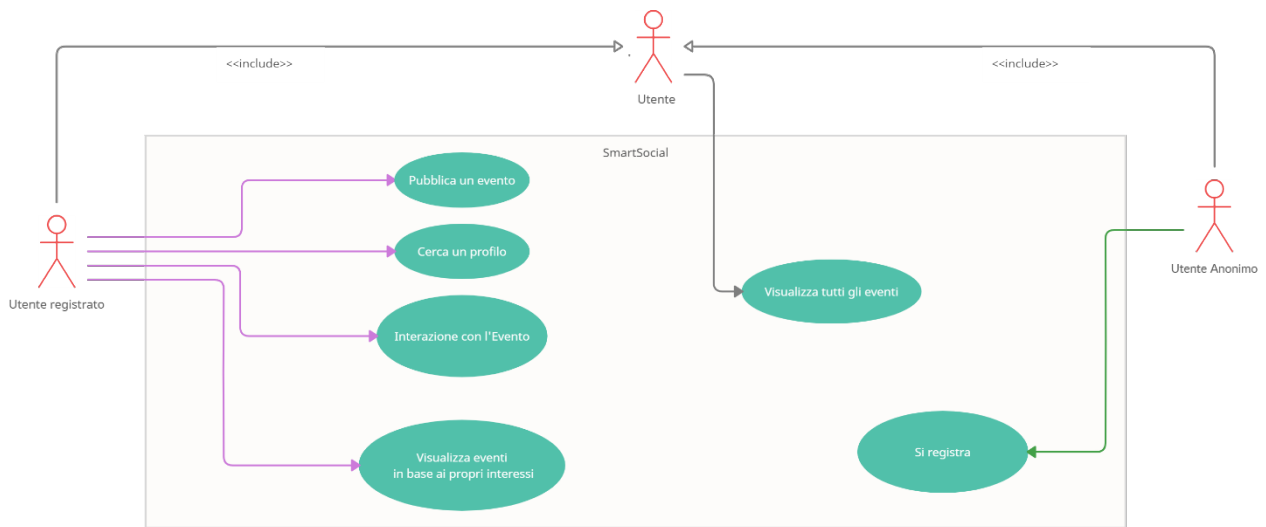 <<include>>
<<include>>
Utente
SmartSocial
Pubblica un evento
Cerca un profilo
Utente registrato
Utente Anonimo
Visualizza tutti gli eventi
Interazione con l'Evento
Visualizza eventi
in base ai propri interessi
Si registra